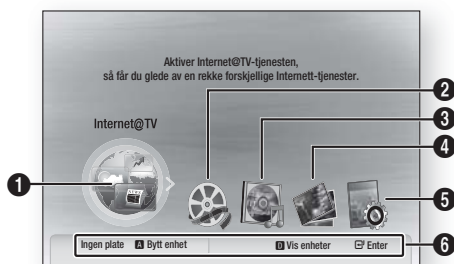 Aktiver Internet@TV-tjenesten,
så får du glede av en rekke forskjellige Internett-tjenester.
Internet@TV
1
2
3
4
5
6
Ingen plate A Bytt enhet D Vis enheter Enter